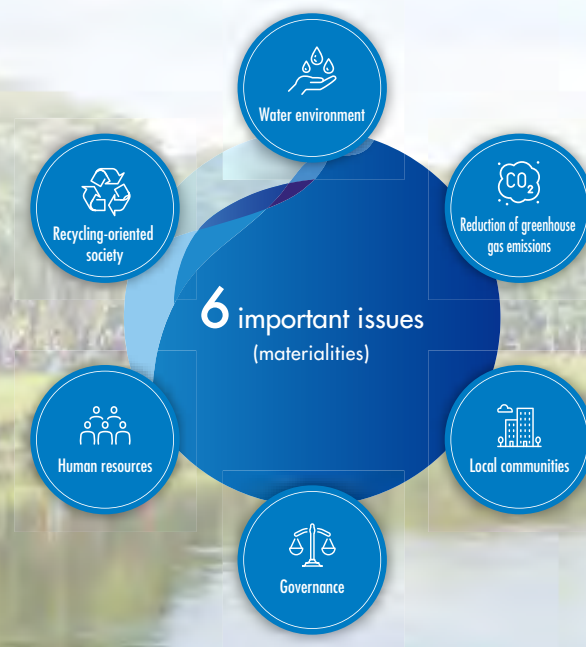 Water environment
CO₂
Reduction of greenhouse
gas emissions
Recycling-oriented
society
6 important issues
(materialities)
Human resources
Local communities
Governance